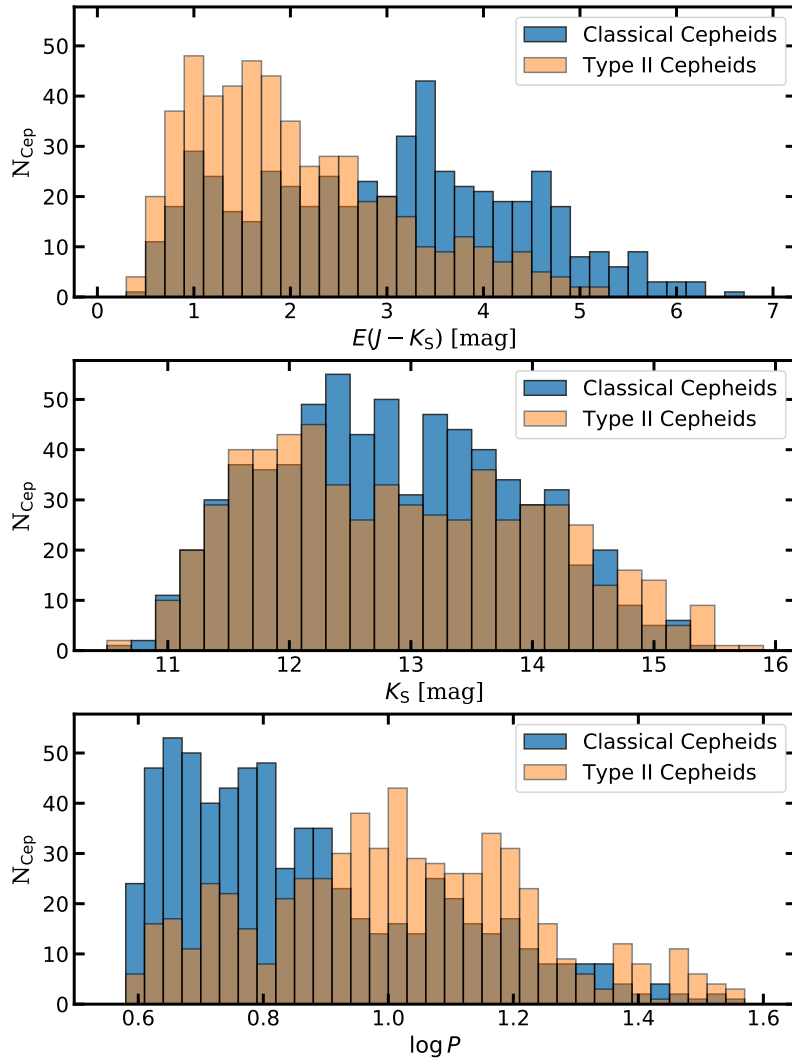 50
40
30
20
10
0
N_Cep
Classical Cepheids
Type II Cepheids
0 1 2 3 4 5 6 7
E(J − K_S) [mag]
50
40
30
20
10
0
N_Cep
Classical Cepheids
Type II Cepheids
11 12 13 14 15 16
K_S [mag]
50
40
30
20
10
0
N_Cep
Classical Cepheids
Type II Cepheids
0.6 0.8 1.0 1.2 1.4 1.6
log P